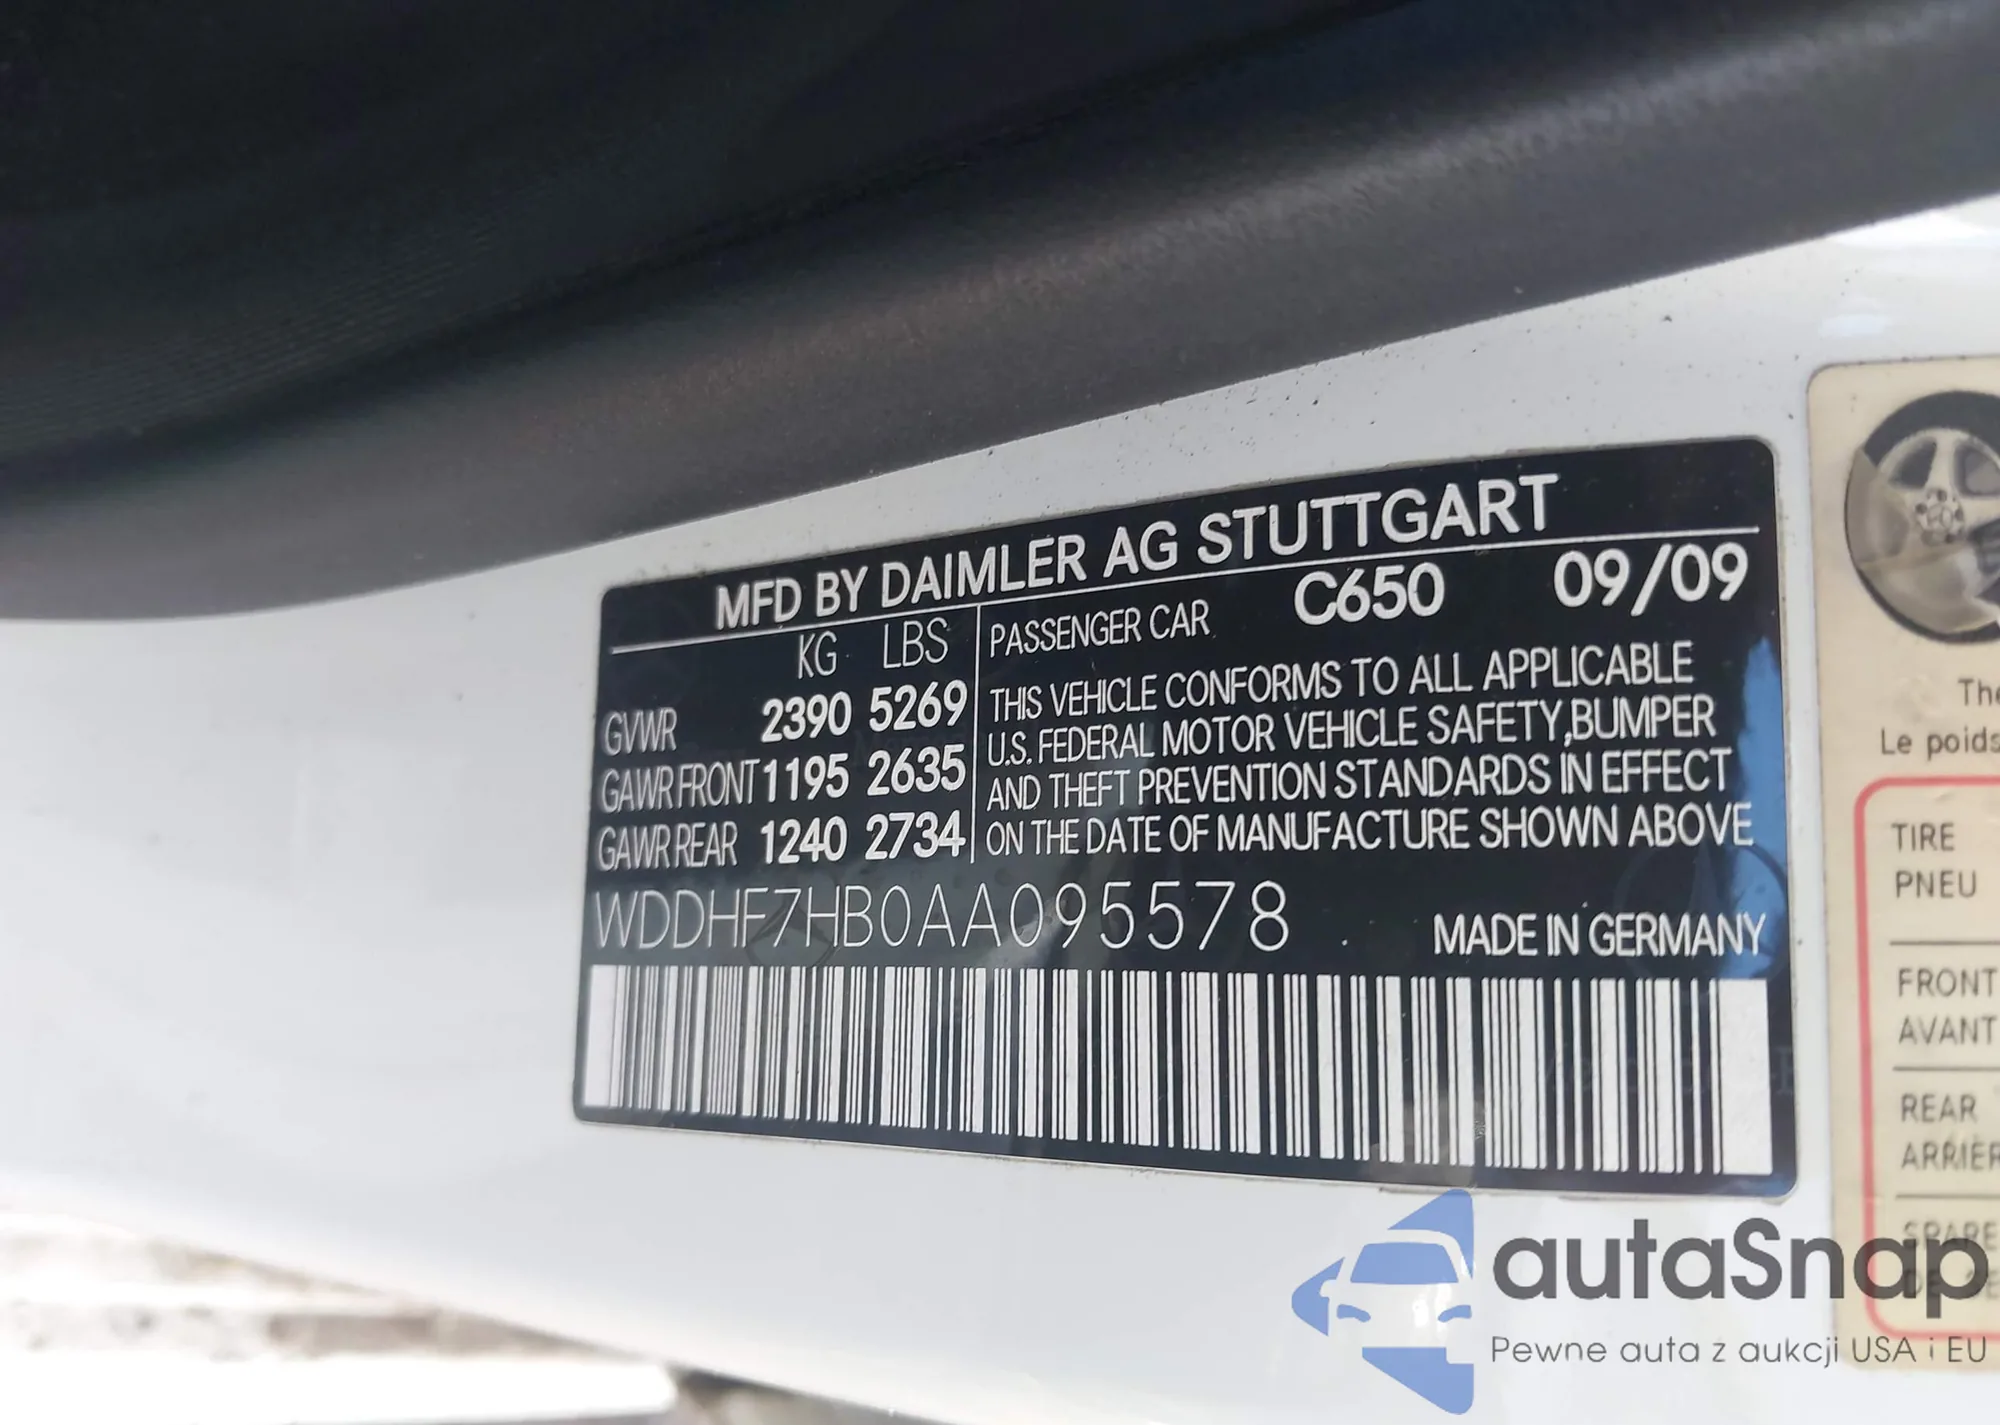 MFD BY DAIMLER AG STUTTGART
KG LBS
GVWR 2390 5269
GAWR FRONT 1195 2635
GAWR REAR 1240 2734
PASSENGER CAR C650 09/09
THIS VEHICLE CONFORMS TO ALL APPLICABLE
U.S. FEDERAL MOTOR VEHICLE SAFETY,BUMPER
AND THEFT PREVENTION STANDARDS IN EFFECT
ON THE DATE OF MANUFACTURE SHOWN ABOVE
WDDHF7HB0AA095578
MADE IN GERMANY
Le poids
TIRE
PNEU
FRONT
AVANT
REAR
SPARE
autaSnap
Pewne auta z aukcji USA i EU